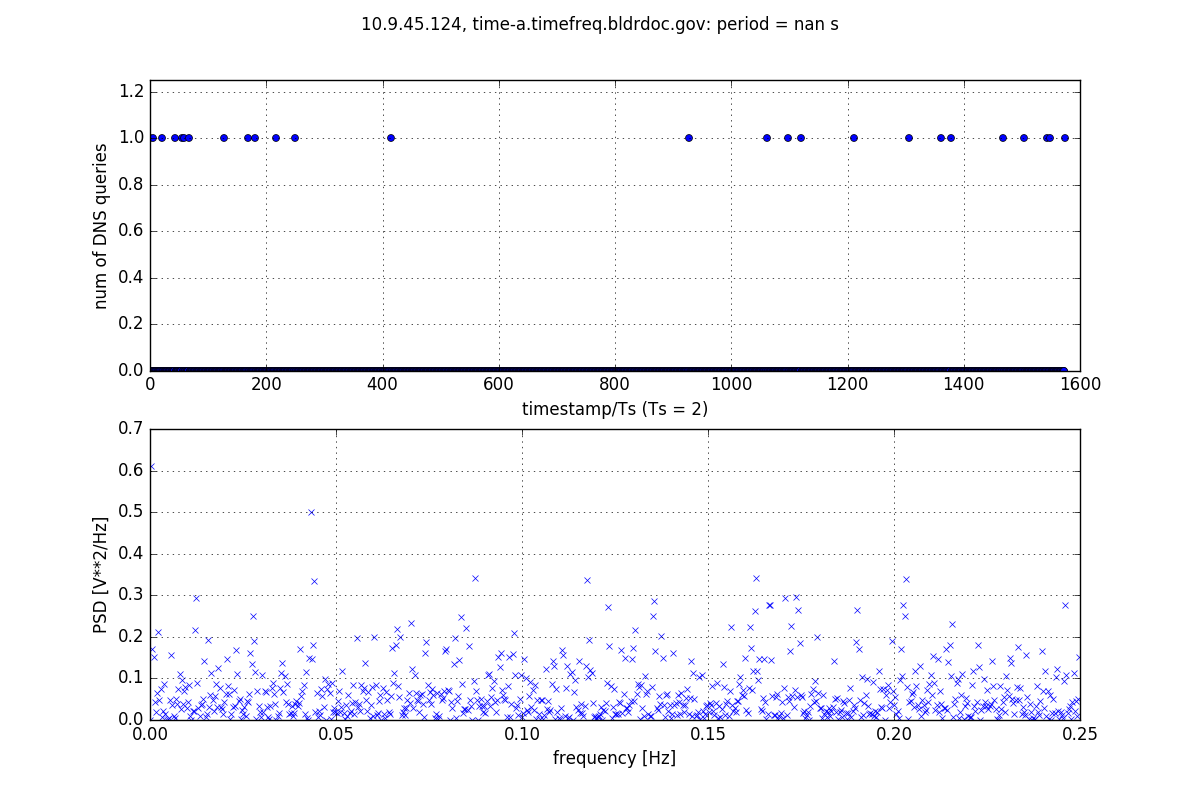 10.9.45.124, time-a.timefreq.bldrdoc.gov: period = nan s
1.2
1.0
0.8
0.6
0.4
0.2
0.0
num of DNS queries
0 200 400 600 800 1000 1200 1400 1600
timestamp/Ts (Ts = 2)
0.7
0.6
0.5
0.4
0.3
0.2
0.1
0.0
PSD [V**2/Hz]
0.00 0.05 0.10 0.15 0.20 0.25
frequency [Hz]